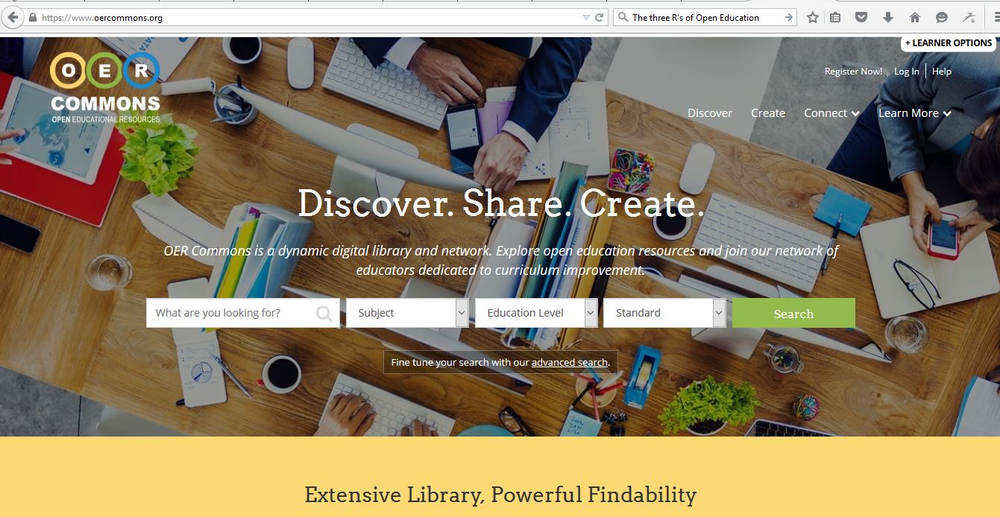 https://www.oercommons.org
The three R's of Open Education
+ LEARNER OPTIONS
O E R
COMMONS
OPEN EDUCATIONAL RESOURCES
Register Now! Log In Help
Discover Create Connect Learn More
Discover. Share. Create.
OER Commons is a dynamic digital library and network. Explore open education resources and join our network of
educators dedicated to curriculum improvement.
What are you looking for? Subject Education Level Standard Search
Fine tune your search with our advanced search.
Extensive Library, Powerful Findability